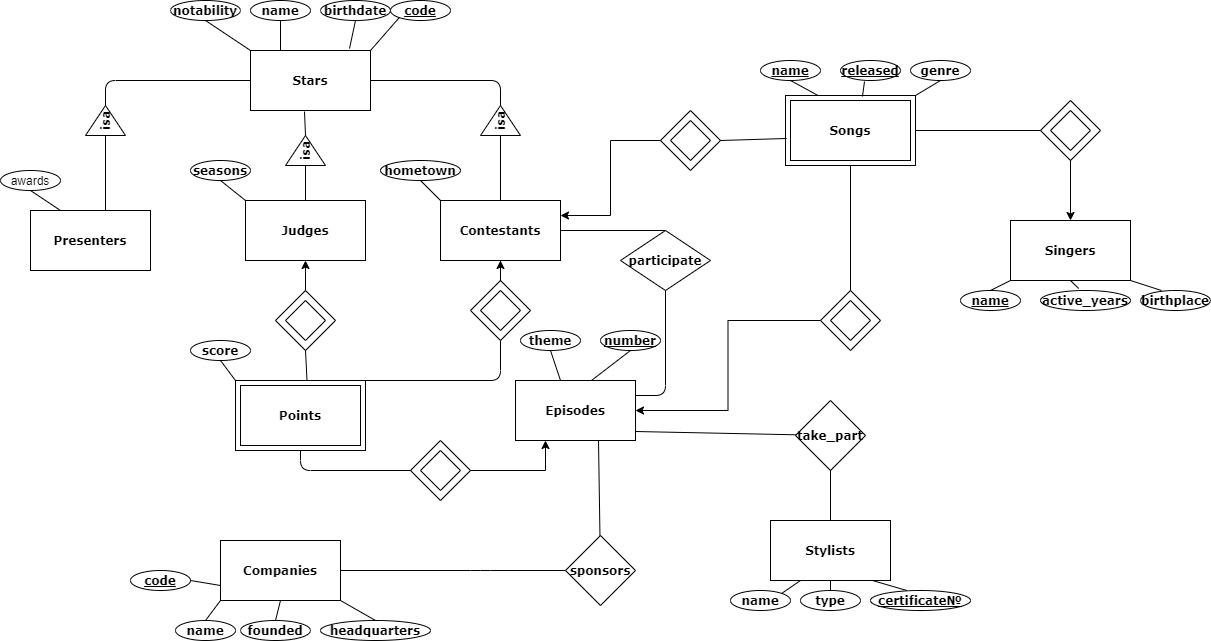 notability
name
birthdate
code
Stars
isa
isa
isa
name
released
genre
Songs
awards
seasons
hometown
Presenters
Judges
Contestants
participate
Singers
name
active_years
birthplace
score
theme
number
Points
Episodes
take_part
Companies
sponsors
Stylists
code
name
founded
headquarters
name
type
certificate№